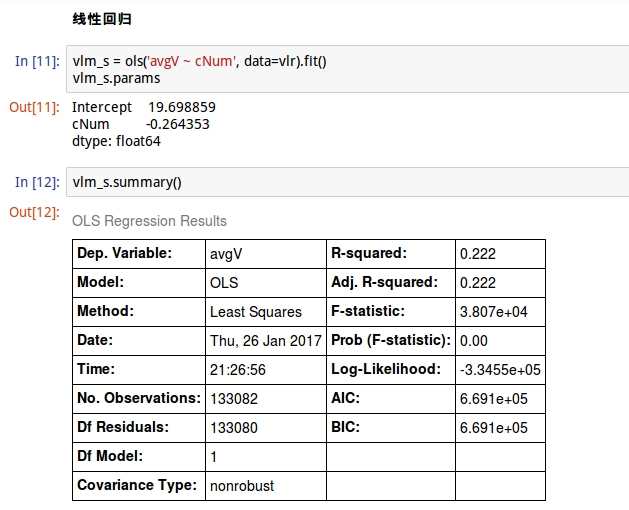 线性回归
In [11]: vlm_s = ols('avgV ~ cNum', data=vlr).fit()
vlm_s.params
Out[11]: Intercept 19.698859
cNum -0.264353
dtype: float64
In [12]: vlm_s.summary()
Out[12]: OLS Regression Results
Dep. Variable: avgV R-squared: 0.222
Model: OLS Adj. R-squared: 0.222
Method: Least Squares F-statistic: 3.807e+04
Date: Thu, 26 Jan 2017 Prob (F-statistic): 0.00
Time: 21:26:56 Log-Likelihood: -3.3455e+05
No. Observations: 133082 AIC: 6.691e+05
Df Residuals: 133080 BIC: 6.691e+05
Df Model: 1
Covariance Type: nonrobust